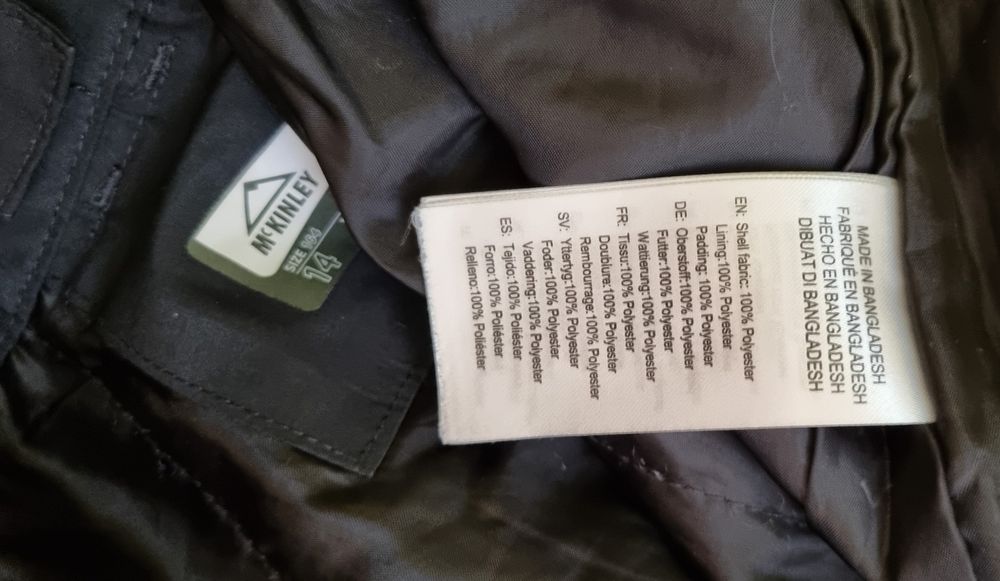 McKINLEY
SIZE 164
14
MADE IN BANGLADESH
FABRIQUÉ EN BANGLADESH
HECHO EN BANGLADESH
DIBUAT DI BANGLADESH
EN: Shell fabric: 100% Polyester
Lining:100% Polyester
Padding: 100% Polyester
DE: Oberstoff:100% Polyester
Futter:100% Polyester
Wattierung:100% Polyester
FR: Tissu:100% Polyester
Doublure:100% Polyester
Rembourrage:100% Polyester
SV: Yttertyg:100% Polyester
Foder:100% Polyester
Vaddering:100% Polyester
ES: Tejido:100% Poliéster
Forro:100% Poliéster
Relleno:100% Poliéster